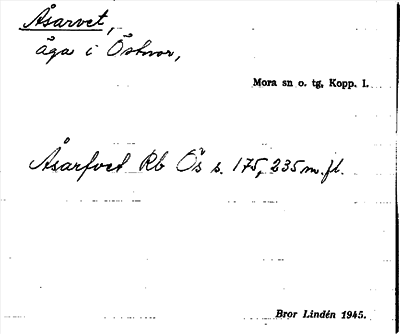 Åsarvet,
äga i Östnor,
Mora sn o. tg, Kopp. l.
Åsarfvet Rb Ös s. 175, 235 m. fl.
Bror Lindén 1945.